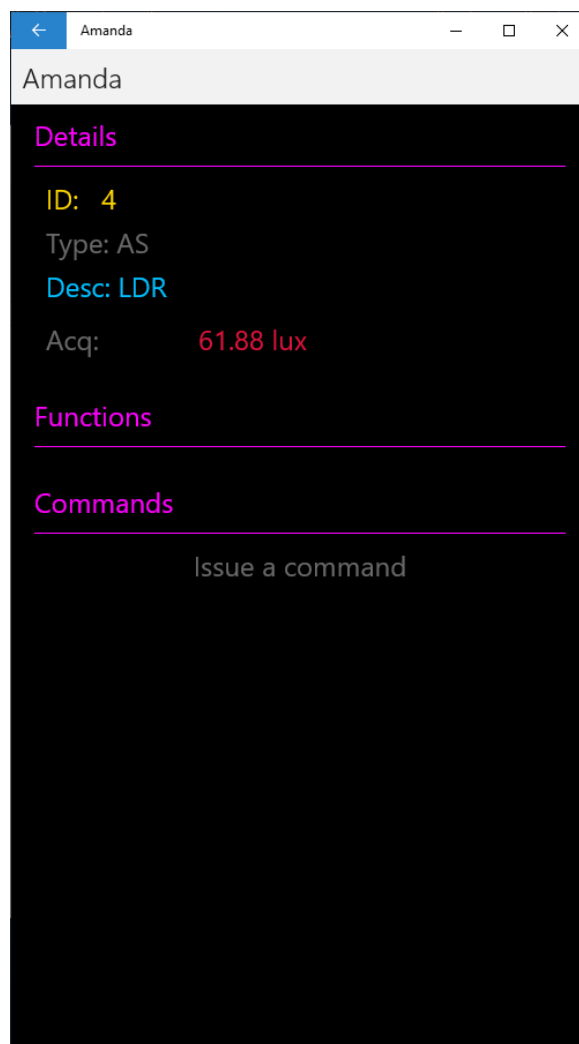 Amanda
Amanda
Details
ID: 4
Type: AS
Desc: LDR
Acq: 61.88 lux
Functions
Commands
Issue a command